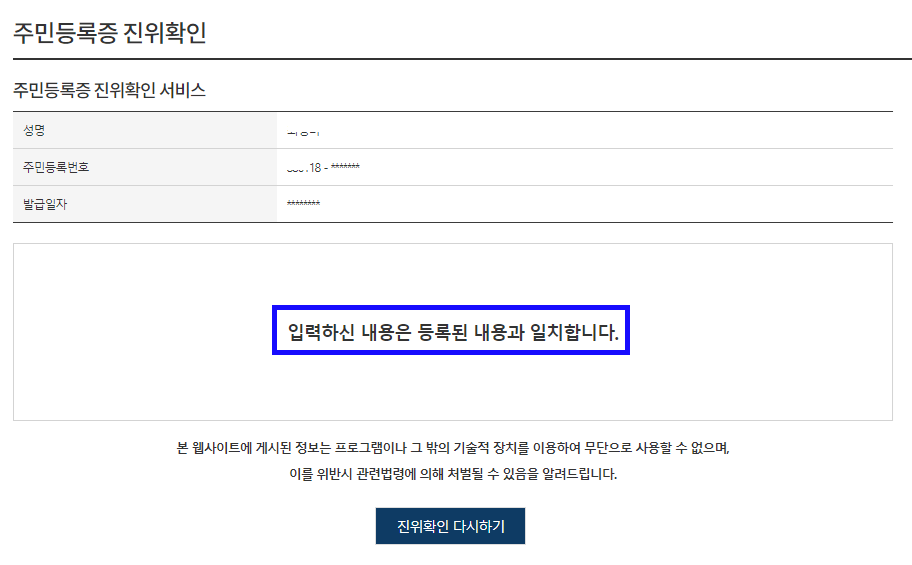 주민등록증 진위확인
주민등록증 진위확인 서비스
성명
주민등록번호 18 - *******
발급일자 ********
입력하신 내용은 등록된 내용과 일치합니다.
본 웹사이트에 게시된 정보는 프로그램이나 그 밖의 기술적 장치를 이용하여 무단으로 사용할 수 없으며,
이를 위반시 관련법령에 의해 처벌될 수 있음을 알려드립니다.
진위확인 다시하기